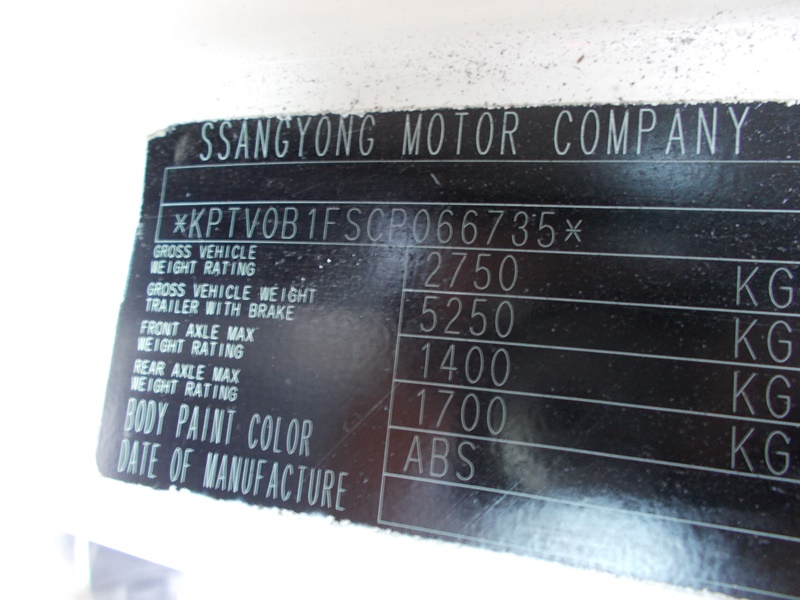 SSANGYONG MOTOR COMPANY
*KPTV0B1FSCP066735*
GROSS VEHICLE
WEIGHT RATING 2750 KG
GROSS VEHICLE WEIGHT
TRAILER WITH BRAKE 5250 KG
FRONT AXLE MAX
WEIGHT RATING 1400 KG
REAR AXLE MAX
WEIGHT RATING 1700 KG
BODY PAINT COLOR ABS
DATE OF MANUFACTURE